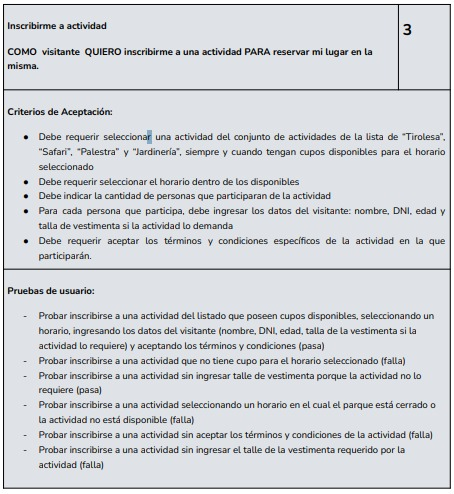 Inscribirme a actividad
3
COMO visitante QUIERO inscribirme a una actividad PARA reservar mi lugar en la
misma.
Criterios de Aceptación:
● Debe requerir seleccionar una actividad del conjunto de actividades de la lista de "Tirolesa",
"Safari", "Palestra" y "Jardinería", siempre y cuando tengan cupos disponibles para el horario
seleccionado
● Debe requerir seleccionar el horario dentro de los disponibles
● Debe indicar la cantidad de personas que participaran de la actividad
● Para cada persona que participa, debe ingresar los datos del visitante: nombre, DNI, edad y
talla de vestimenta si la actividad lo demanda
● Debe requerir aceptar los términos y condiciones específicos de la actividad en la que
participarán.
Pruebas de usuario:
- Probar inscribirse a una actividad del listado que poseen cupos disponibles, seleccionando un
horario, ingresando los datos del visitante (nombre, DNI, edad, talla de la vestimenta si la
actividad lo requiere) y aceptando los términos y condiciones (pasa)
- Probar inscribirse a una actividad que no tiene cupo para el horario seleccionado (falla)
- Probar inscribirse a una actividad sin ingresar talle de vestimenta porque la actividad no lo
requiere (pasa)
- Probar inscribirse a una actividad seleccionando un horario en el cual el parque está cerrado o
la actividad no está disponible (falla)
- Probar inscribirse a una actividad sin aceptar los términos y condiciones de la actividad (falla)
- Probar inscribirse a una actividad sin ingresar el talle de la vestimenta requerido por la
actividad (falla)